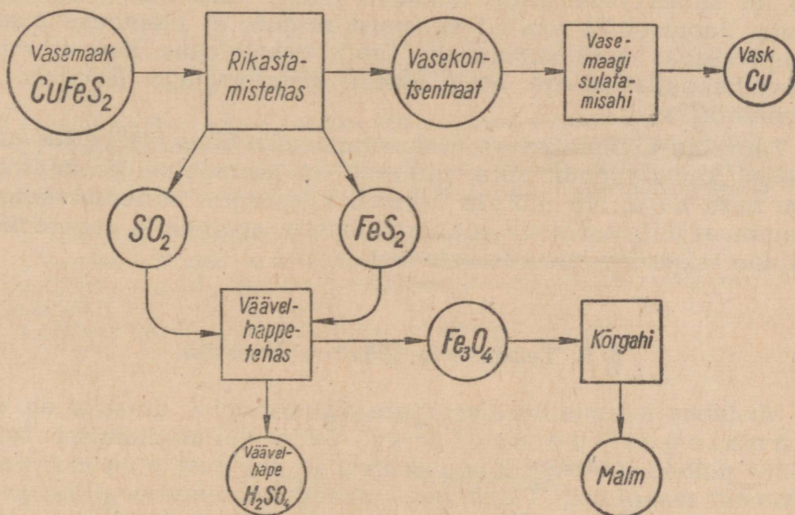 Vasemaak
CuFeS₂
Rikasta-
mistehas
Vasekon-
tsentraat
Vase-
maagi
sulata-
misahi
Vask
Cu
SO₂
FeS₂
Väävel-
happe-
tehas
Fe₃O₄
Kõrgahi
Väävel-
hape
H₂SO₄
Malm